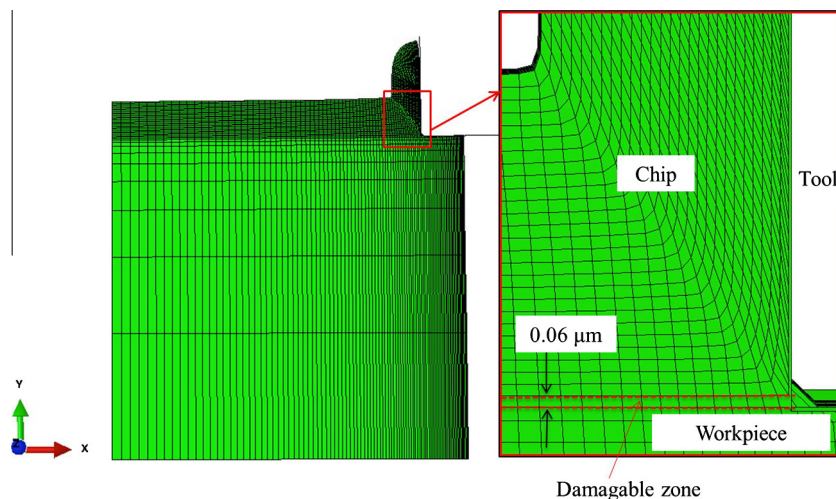 Chip
Tool
0.06 μm
Workpiece
Damagable zone
Y
Z
X